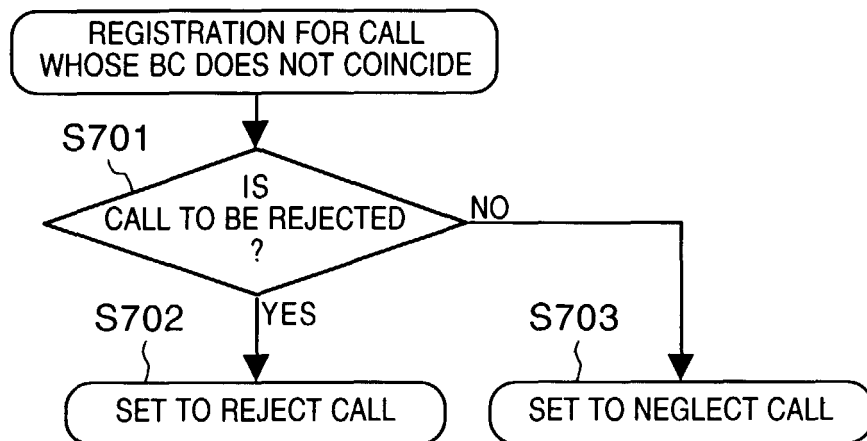 REGISTRATION FOR CALL
WHOSE BC DOES NOT COINCIDE
S701
IS
CALL TO BE REJECTED
?
NO
YES
S702
SET TO REJECT CALL
S703
SET TO NEGLECT CALL